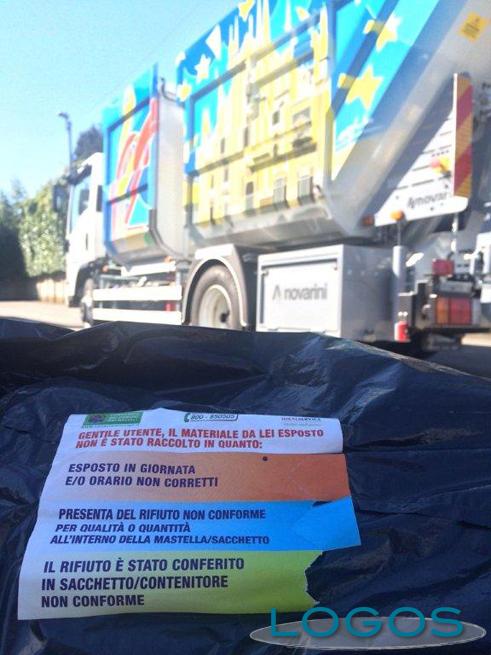 novarini
novarini
800 - 850505
GENTILE UTENTE, IL MATERIALE DA LEI ESPOSTO
NON È STATO RACCOLTO IN QUANTO:
ESPOSTO IN GIORNATA
E/O ORARIO NON CORRETTI
PRESENTA DEL RIFIUTO NON CONFORME
PER QUALITÀ O QUANTITÀ
ALL'INTERNO DELLA MASTELLA/SACCHETTO
IL RIFIUTO È STATO CONFERITO
IN SACCHETTO/CONTENITORE
NON CONFORME
LOGOS